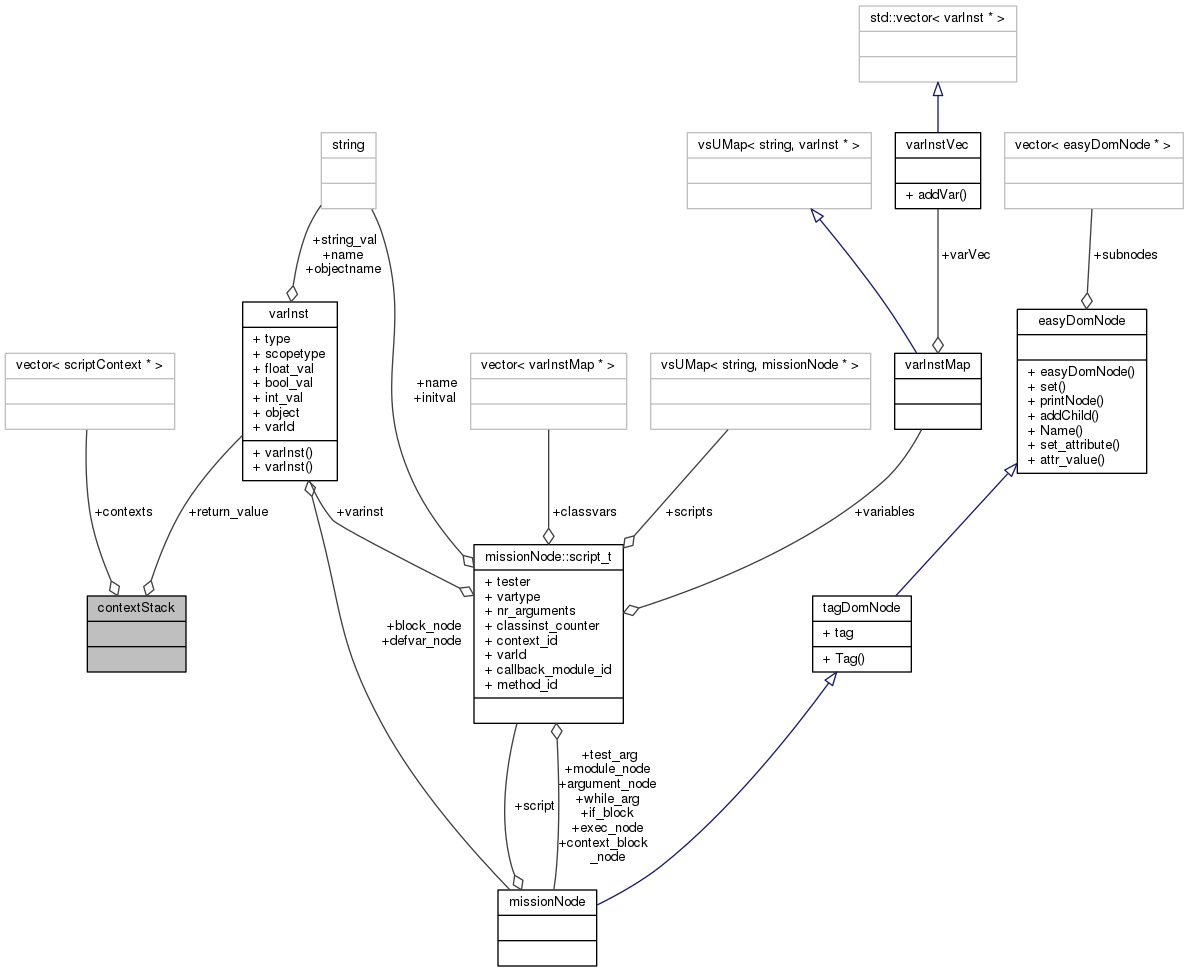 std::vector< varInst * >
string
vsUMap< string, varInst * >
varInstVec
+ addVar()
vector< easyDomNode * >
+string_val
+name
+objectname
+varVec
+subnodes
varInst
+ type
+ scopetype
+ float_val
+ bool_val
+ int_val
+ object
+ varId
+ varInst()
+ varInst()
easyDomNode
+ easyDomNode()
+ set()
+ printNode()
+ addChild()
+ Name()
+ set_attribute()
+ attr_value()
vector< scriptContext * >
+name
+initval
vector< varInstMap * >
vsUMap< string, missionNode * >
varInstMap
+contexts
+return_value
+varinst
+classvars
+scripts
+variables
contextStack
+block_node
+defvar_node
missionNode::script_t
+ tester
+ vartype
+ nr_arguments
+ classinst_counter
+ context_id
+ varId
+ callback_module_id
+ method_id
tagDomNode
+ tag
+ Tag()
+script
+test_arg
+module_node
+argument_node
+while_arg
+if_block
+exec_node
+context_block
_node
missionNode